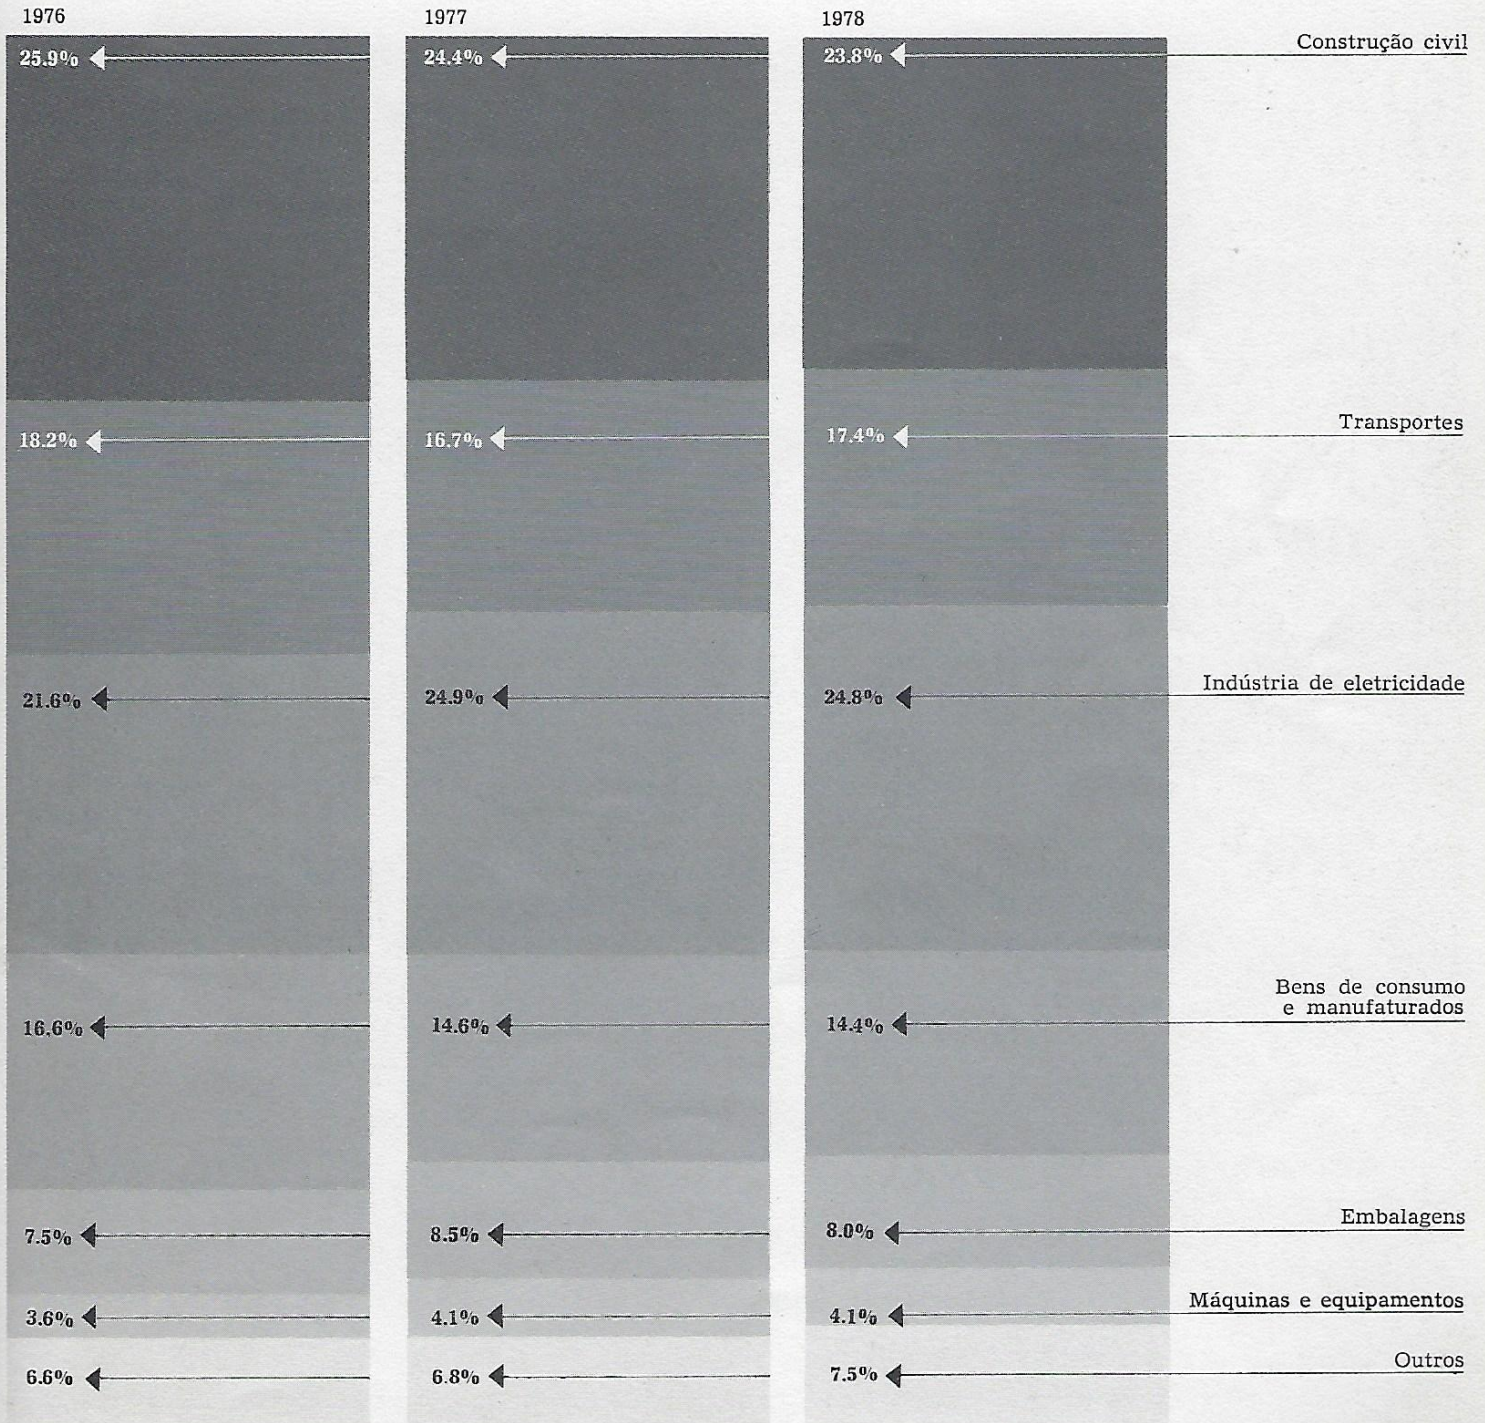 1976 1977 1978
25.9% 24.4% 23.8% Construção civil
18.2% 16.7% 17.4% Transportes
21.6% 24.9% 24.8% Indústria de eletricidade
16.6% 14.6% 14.4% Bens de consumo
e manufaturados
7.5% 8.5% 8.0% Embalagens
3.6% 4.1% 4.1% Máquinas e equipamentos
6.6% 6.8% 7.5% Outros